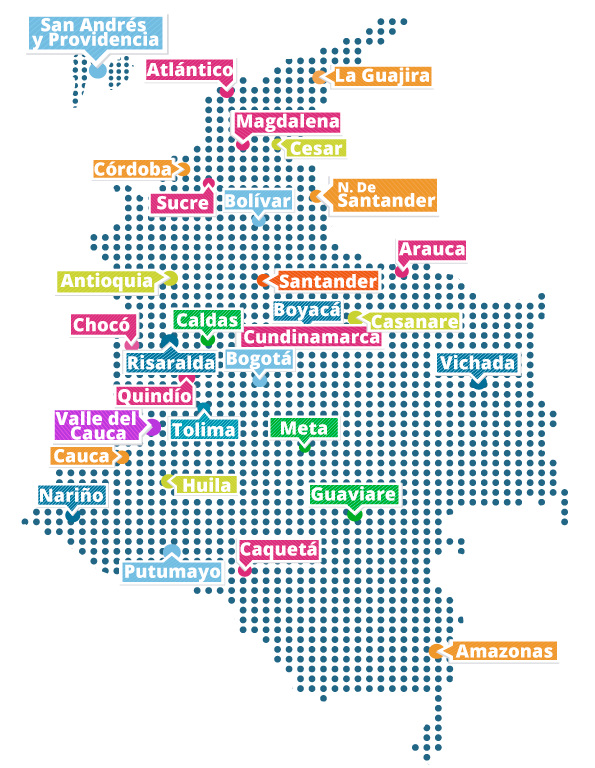 San Andrés
y Providencia
Atlántico
La Guajira
Magdalena
Cesar
Córdoba
N. De
Santander
Sucre
Bolívar
Arauca
Antioquia
Santander
Boyacá
Casanare
Chocó
Caldas
Cundinamarca
Risaralda
Bogotá
Vichada
Quindío
Valle del
Cauca
Tolima
Meta
Cauca
Huila
Nariño
Guaviare
Caquetá
Putumayo
Amazonas